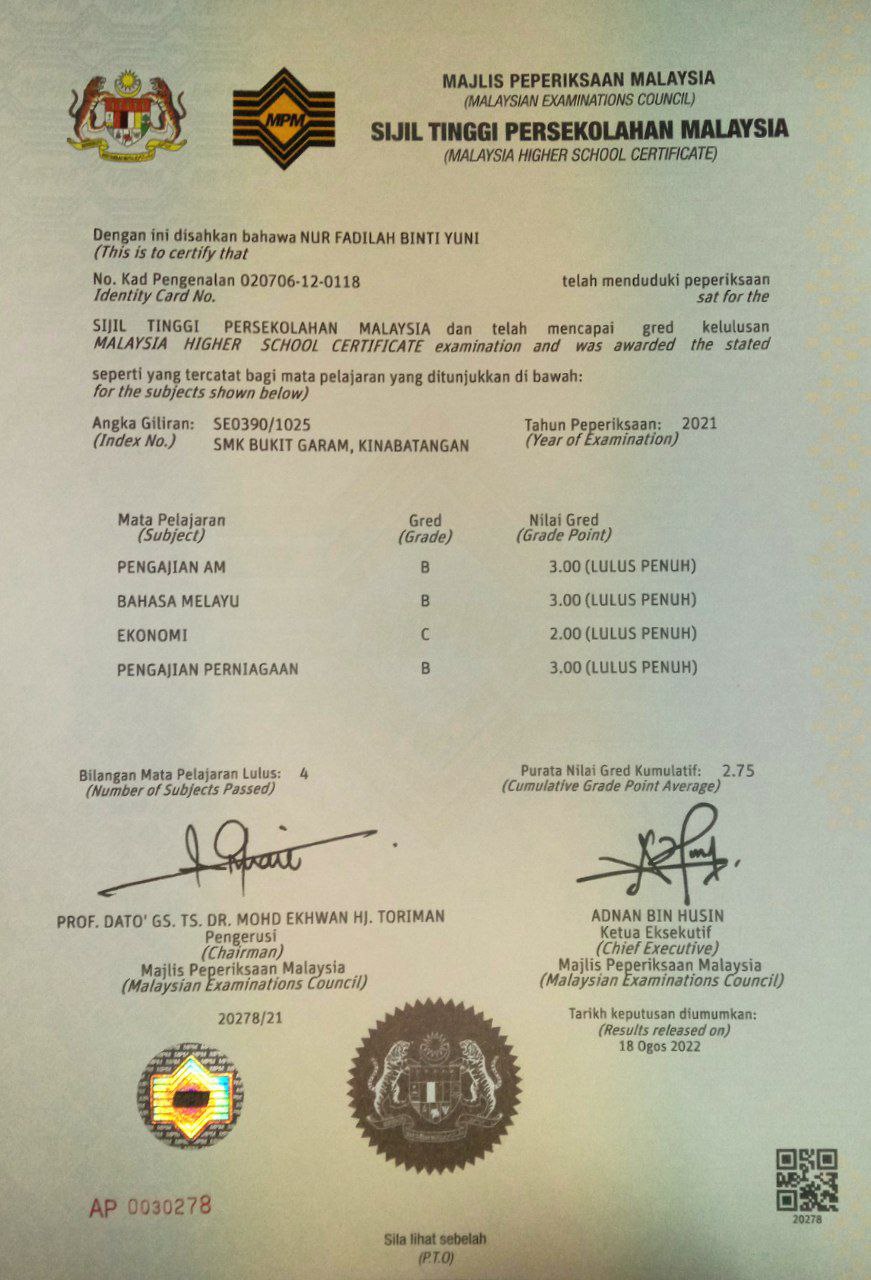 MAJLIS PEPERIKSAAN MALAYSIA
(MALAYSIAN EXAMINATIONS COUNCIL)
SIJIL TINGGI PERSEKOLAHAN MALAYSIA
(MALAYSIA HIGHER SCHOOL CERTIFICATE)
MPM
Dengan ini disahkan bahawa NUR FADILAH BINTI YUNI
(This is to certify that
No. Kad Pengenalan 020706-12-0118 telah menduduki peperiksaan
Identity Card No. sat for the
SIJIL TINGGI PERSEKOLAHAN MALAYSIA dan telah mencapai gred kelulusan
MALAYSIA HIGHER SCHOOL CERTIFICATE examination and was awarded the stated
seperti yang tercatat bagi mata pelajaran yang ditunjukkan di bawah:
for the subjects shown below)
Angka Giliran: SE0390/1025 Tahun Peperiksaan: 2021
(Index No.) SMK BUKIT GARAM, KINABATANGAN (Year of Examination)
Mata Pelajaran Gred Nilai Gred
(Subject) (Grade) (Grade Point)
PENGAJIAN AM B 3.00 (LULUS PENUH)
BAHASA MELAYU B 3.00 (LULUS PENUH)
EKONOMI C 2.00 (LULUS PENUH)
PENGAJIAN PERNIAGAAN B 3.00 (LULUS PENUH)
Bilangan Mata Pelajaran Lulus: 4 Purata Nilai Gred Kumulatif: 2.75
(Number of Subjects Passed) (Cumulative Grade Point Average)
PROF. DATO' GS. TS. DR. MOHD EKHWAN HJ. TORIMAN
Pengerusi
(Chairman)
Majlis Peperiksaan Malaysia
(Malaysian Examinations Council)
20278/21
ADNAN BIN HUSIN
Ketua Eksekutif
(Chief Executive)
Majlis Peperiksaan Malaysia
(Malaysian Examinations Council)
Tarikh keputusan diumumkan:
(Results released on)
18 Ogos 2022
AP 0030278
20278
Sila lihat sebelah
(P.T.O)